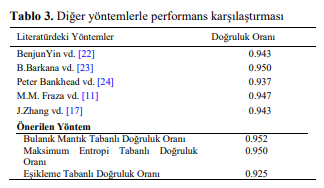 Tablo 3. Diğer yöntemlerle performans karşılaştırması
Literatürdeki Yöntemler Doğruluk Oranı
BenjunYin vd. [22] 0.943
B.Barkana vd. [23] 0.950
Peter Bankhead vd. [24] 0.937
M.M. Fraza vd. [11] 0.947
J.Zhang vd. [17] 0.943
Önerilen Yöntem
Bulanık Mantık Tabanlı Doğruluk Oranı 0.952
Maksimum Entropi Tabanlı Doğruluk 0.950
Oranı
Eşikleme Tabanlı Doğruluk Oranı 0.925